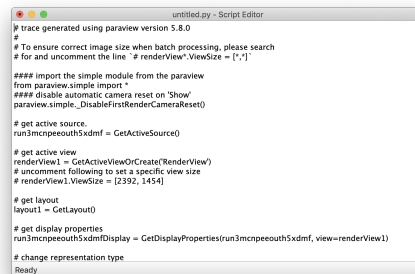 untitled.py - Script Editor
# trace generated using paraview version 5.8.0
#
# To ensure correct image size when batch processing, please search
# for and uncomment the line `# renderView*.ViewSize = [*,*]`
#### import the simple module from the paraview
from paraview.simple import *
#### disable automatic camera reset on 'Show'
paraview.simple._DisableFirstRenderCameraReset()
# get active source.
run3mcnpeeouth5xdmf = GetActiveSource()
# get active view
renderView1 = GetActiveViewOrCreate('RenderView')
# uncomment following to set a specific view size
# renderView1.ViewSize = [2392, 1454]
# get layout
layout1 = GetLayout()
# get display properties
run3mcnpeeouth5xdmfDisplay = GetDisplayProperties(run3mcnpeeouth5xdmf, view=renderView1)
# change representation type
Ready